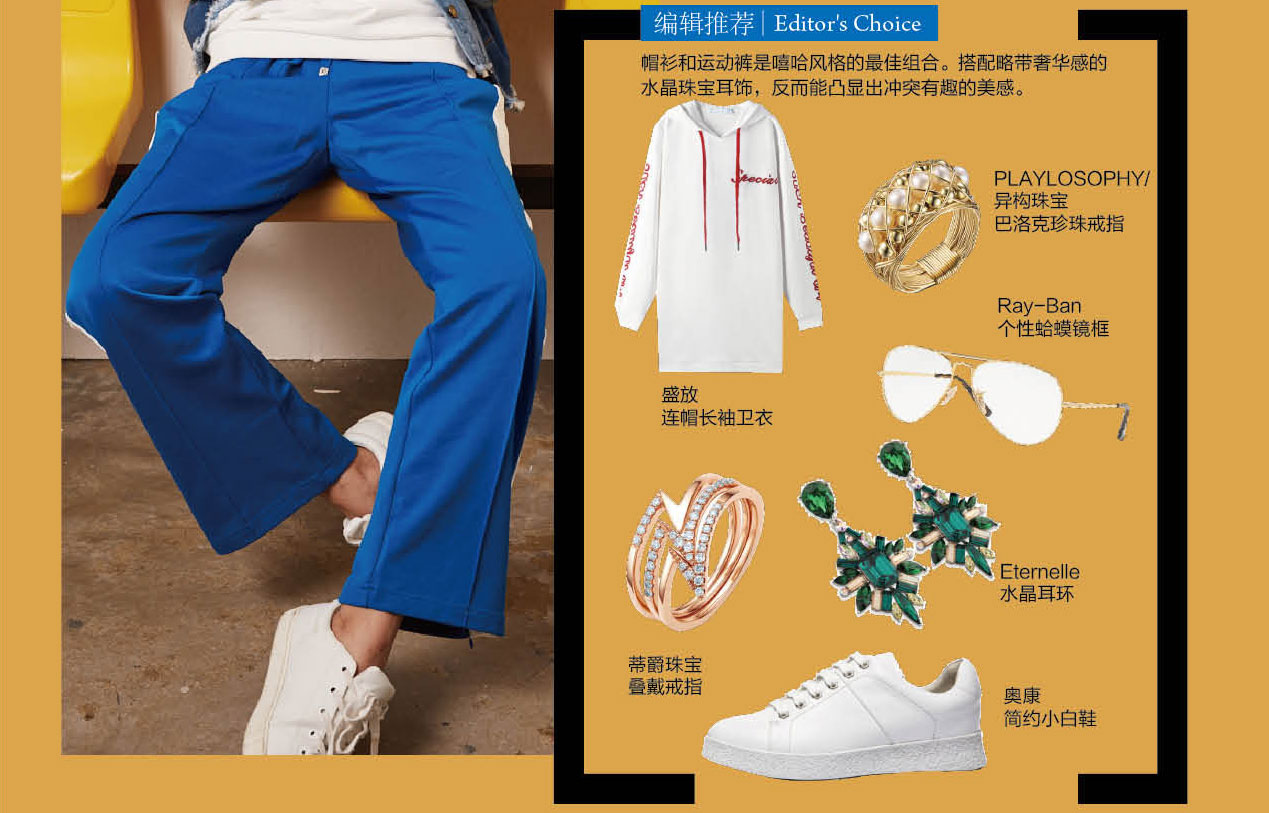 编辑推荐 | Editor's Choice
帽衫和运动裤是嘻哈风格的最佳组合。搭配略带奢华感的
水晶珠宝耳饰，反而能凸显出冲突有趣的美感。
Special
PLAYLOSOPHY/
异构珠宝
巴洛克珍珠戒指
Ray-Ban
个性蛤蟆镜框
盛放
连帽长袖卫衣
Eternelle
水晶耳环
蒂爵珠宝
叠戴戒指
奥康
简约小白鞋